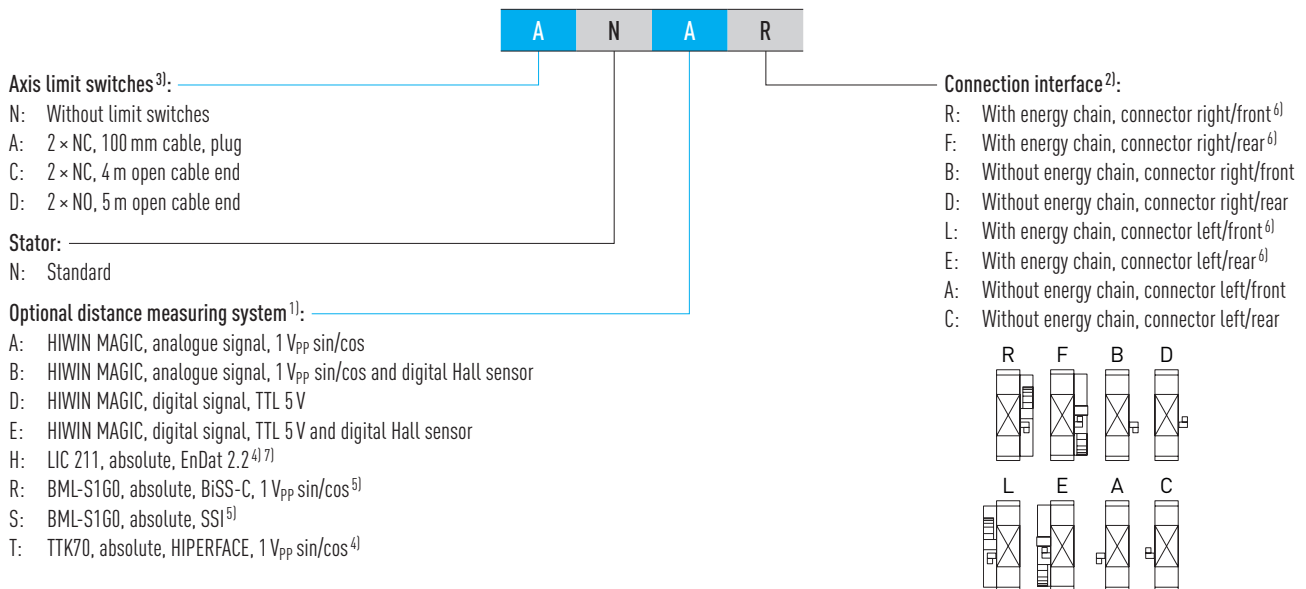 A N A R
Axis limit switches 3):
N: Without limit switches
A: 2 × NC, 100 mm cable, plug
C: 2 × NC, 4 m open cable end
D: 2 × NO, 5 m open cable end
Stator:
N: Standard
Optional distance measuring system 1):
A: HIWIN MAGIC, analogue signal, 1 VPP sin/cos
B: HIWIN MAGIC, analogue signal, 1 VPP sin/cos and digital Hall sensor
D: HIWIN MAGIC, digital signal, TTL 5 V
E: HIWIN MAGIC, digital signal, TTL 5 V and digital Hall sensor
H: LIC 211, absolute, EnDat 2.2 4) 7)
R: BML-S1G0, absolute, BiSS-C, 1 VPP sin/cos 5)
S: BML-S1G0, absolute, SSI 5)
T: TTK70, absolute, HIPERFACE, 1 VPP sin/cos 4)
Connection interface 2):
R: With energy chain, connector right/front 6)
F: With energy chain, connector right/rear 6)
B: Without energy chain, connector right/front
D: Without energy chain, connector right/rear
L: With energy chain, connector left/front 6)
E: With energy chain, connector left/rear 6)
A: Without energy chain, connector left/front
C: Without energy chain, connector left/rear
R F B D
L E A C